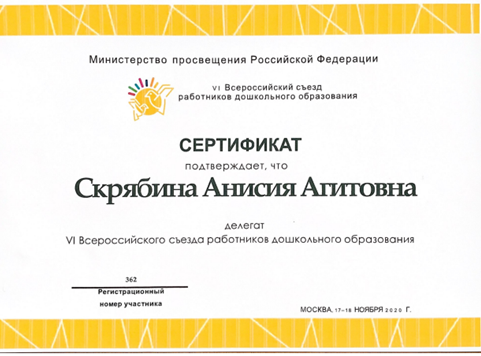 Министерство просвещения Российской Федерации
VI Всероссийский съезд
работников дошкольного образования
СЕРТИФИКАТ
подтверждает, что
Скрябина Анисия Агитовна
делегат
VI Всероссийского съезда работников дошкольного образования
362
Регистрационный
номер участника
МОСКВА, 17-18 НОЯБРЯ 2020 Г.